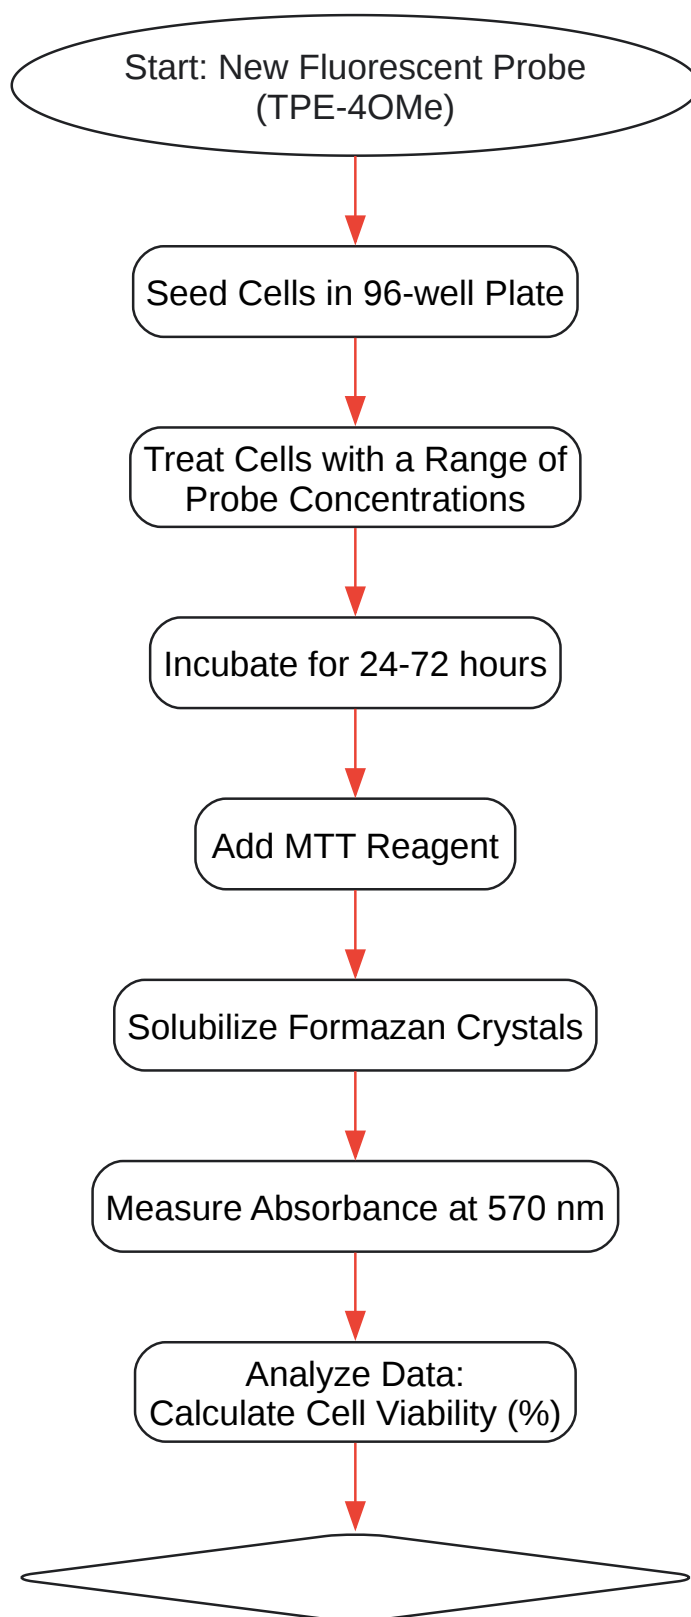 Start: New Fluorescent Probe
(TPE-4OMe)
Seed Cells in 96-well Plate
Treat Cells with a Range of
Probe Concentrations
Incubate for 24-72 hours
Add MTT Reagent
Solubilize Formazan Crystals
Measure Absorbance at 570 nm
Analyze Data:
Calculate Cell Viability (%)